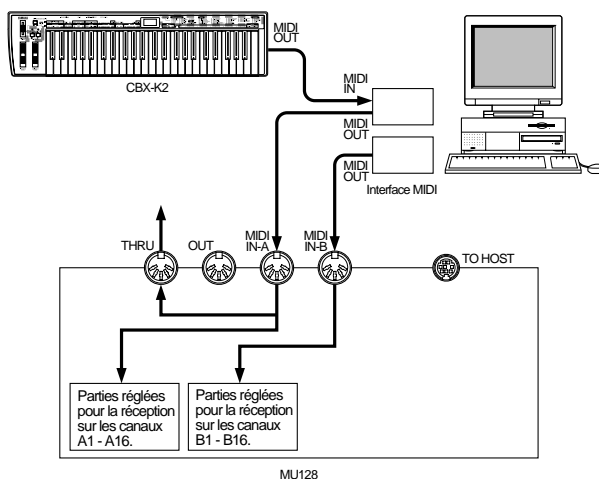 MIDI
OUT
CBX-K2
MIDI
IN
MIDI
OUT
MIDI
OUT
Interface MIDI
THRU
OUT
MIDI
IN-A
MIDI
IN-B
TO HOST
Parties réglées
pour la réception
sur les canaux
A1 - A16.
Parties réglées
pour la réception
sur les canaux
B1 - B16.
MU128